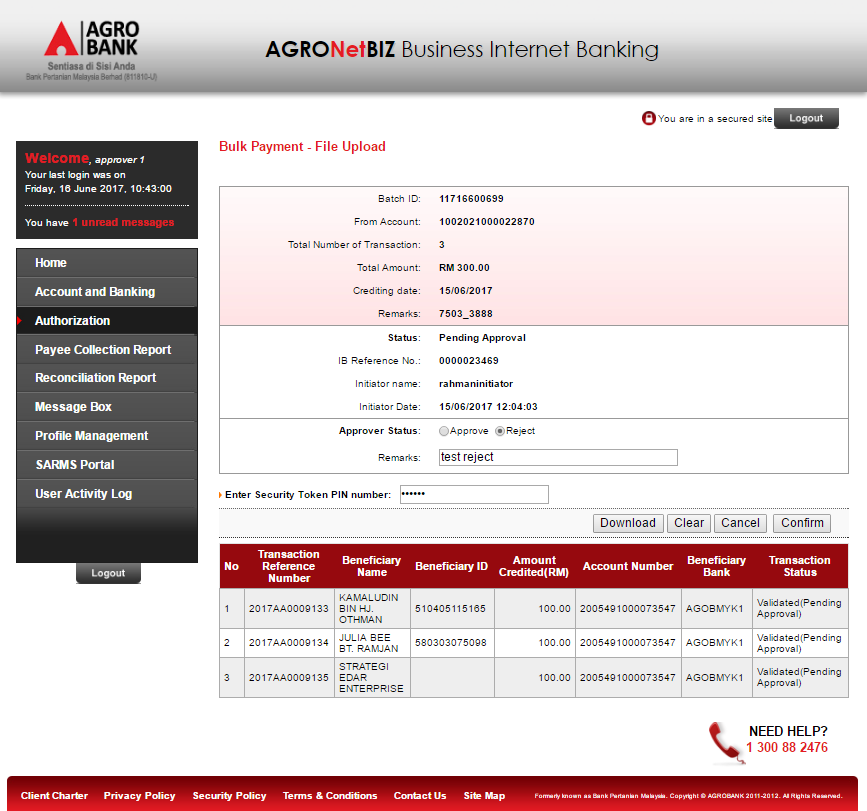 AGRO
BANK
Sentiasa di Sisi Anda
Bank Pertanian Malaysia Berhad (811810-U)
AGRONetBIZ Business Internet Banking
You are in a secured site
Logout
Welcome, approver 1
Your last login was on
Friday, 16 June 2017, 10:43:00
You have 1 unread messages
Home
Account and Banking
Authorization
Payee Collection Report
Reconciliation Report
Message Box
Profile Management
SARMS Portal
User Activity Log
Logout
Bulk Payment - File Upload
Batch ID: 11716600699
From Account: 1002021000022870
Total Number of Transaction: 3
Total Amount: RM 300.00
Crediting date: 15/06/2017
Remarks: 7503_3888
Status: Pending Approval
IB Reference No.: 0000023469
Initiator name: rahmaninitiator
Initiator Date: 15/06/2017 12:04:03
Approver Status: Approve Reject
Remarks: test reject
Enter Security Token PIN number: ••••••
Download Clear Cancel Confirm
No Transaction Reference Number Beneficiary Name Beneficiary ID Amount Credited(RM) Account Number Beneficiary Bank Transaction Status
1 2017AA0009133 KAMALUDIN BIN HJ. OTHMAN 510405115165 100.00 2005491000073547 AGOBMYK1 Validated(Pending Approval)
2 2017AA0009134 JULIA BEE BT. RAMJAN 580303075098 100.00 2005491000073547 AGOBMYK1 Validated(Pending Approval)
3 2017AA0009135 STRATEGI EDAR ENTERPRISE 100.00 2005491000073547 AGOBMYK1 Validated(Pending Approval)
NEED HELP?
1 300 88 2476
Client Charter Privacy Policy Security Policy Terms & Conditions Contact Us Site Map
Formerly known as Bank Pertanian Malaysia. Copyright © AGROBANK 2011-2012. All Rights Reserved.